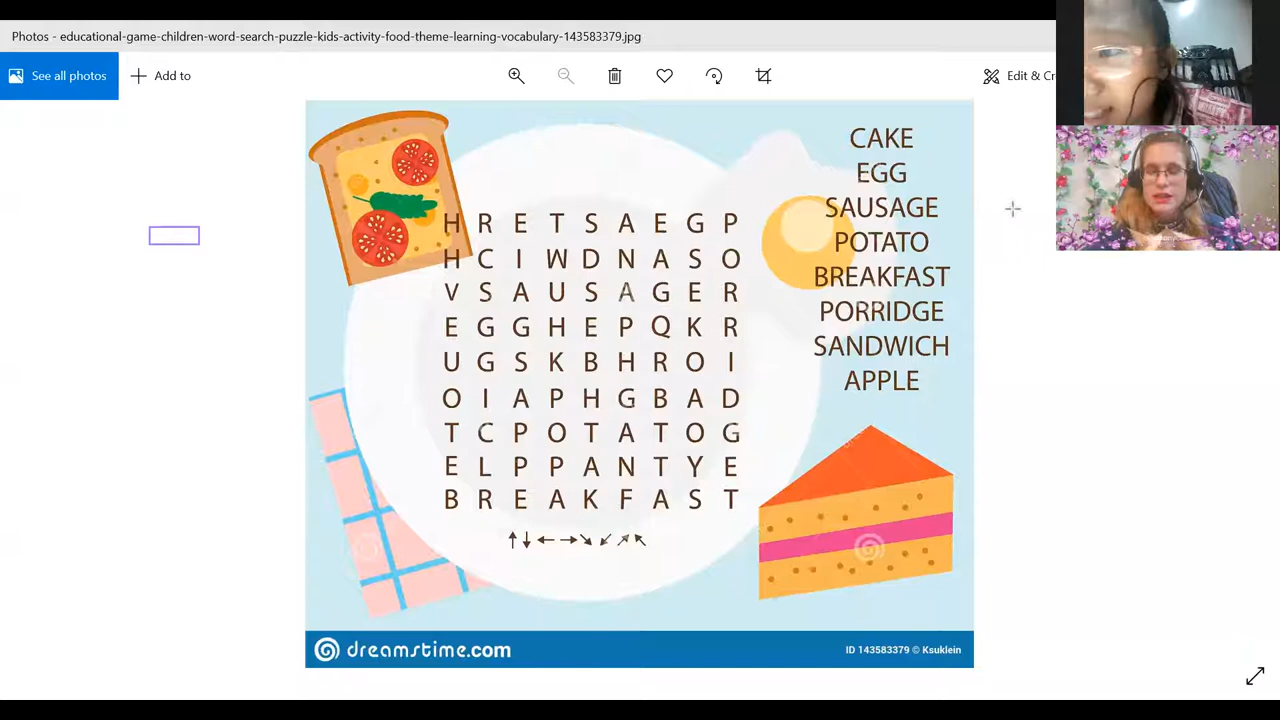 Photos - educational-game-children-word-search-puzzle-kids-activity-food-theme-learning-vocabulary-143583379.jpg
See all photos
Add to
Edit & Cr
CAKE
EGG
SAUSAGE
POTATO
BREAKFAST
PORRIDGE
SANDWICH
APPLE
H R E T S A E G P
H C I W D N A S O
V S A U S A G E R
E G G H E P Q K R
U G S K B H R O I
O I A P H G B A D
T C P O T A T O G
E L P P A N T Y E
B R E A K F A S T
dreamstime.com
ID 143583379 © Ksuklein